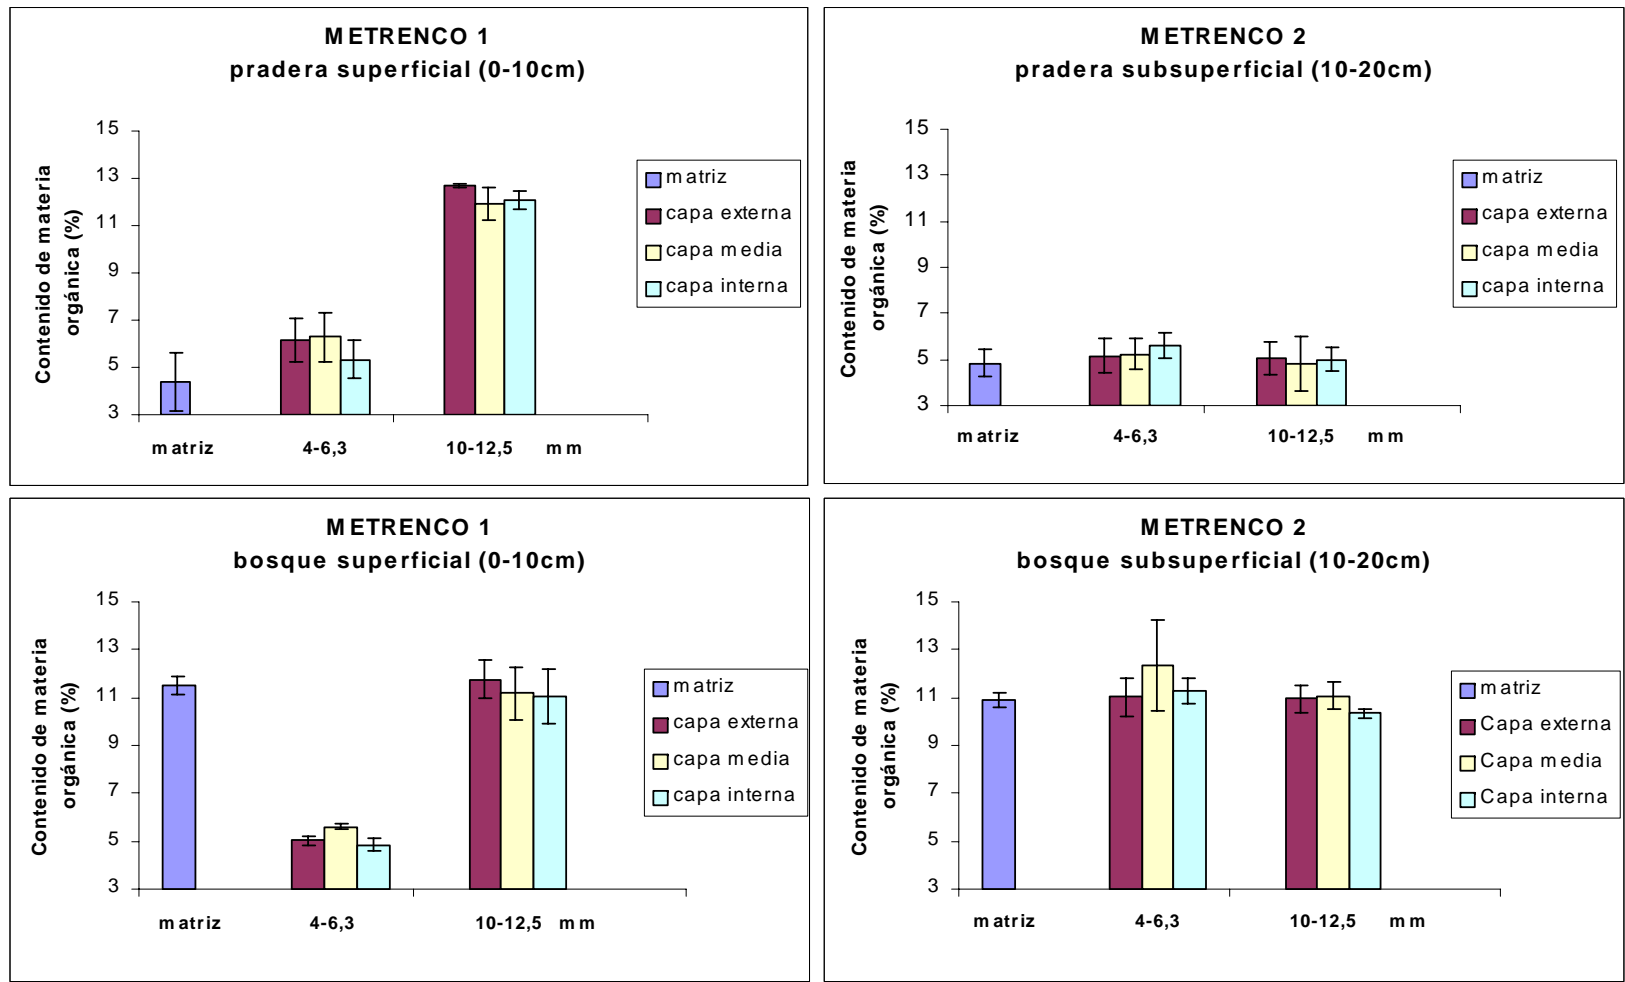 METRENCO 1
pradera superficial (0-10cm)
Contenido de materia
orgánica (%)
15
13
11
9
7
5
3
matriz
4-6,3
10-12,5
mm
matriz
capa externa
capa media
capa interna
METRENCO 2
pradera subsuperficial (10-20cm)
Contenido de materia
orgánica (%)
15
13
11
9
7
5
3
matriz
4-6,3
10-12,5
mm
matriz
capa externa
capa media
capa interna
METRENCO 1
bosque superficial (0-10cm)
Contenido de materia
orgánica (%)
15
13
11
9
7
5
3
matriz
4-6,3
10-12,5
mm
matriz
capa externa
capa media
capa interna
METRENCO 2
bosque subsuperficial (10-20cm)
Contenido de materia
orgánica (%)
15
13
11
9
7
5
3
matriz
4-6,3
10-12,5
mm
matriz
Capa externa
Capa media
Capa interna